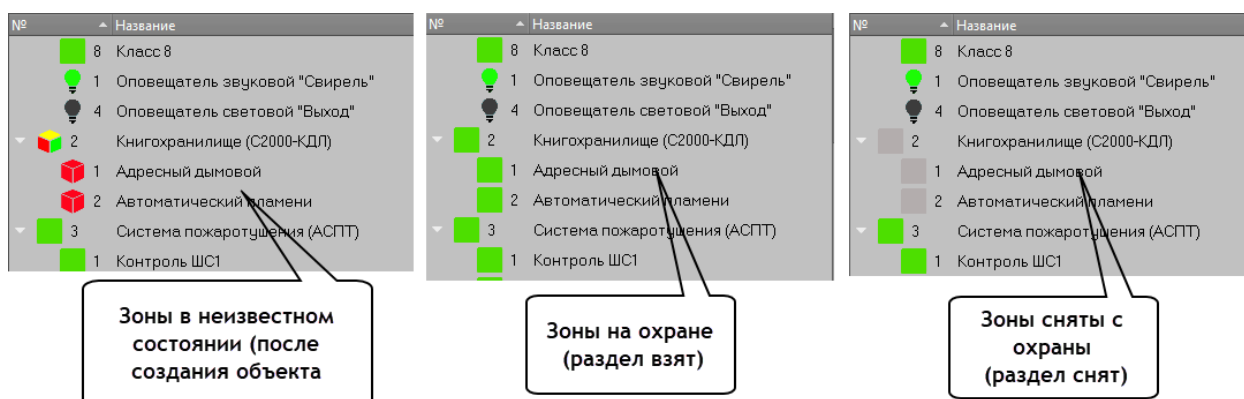 № Название
8 Класс 8
1 Оповещатель звуковой "Свирель"
4 Оповещатель световой "Выход"
2 Книгохранилище (С2000-КДЛ)
1 Адресный дымовой
2 Автоматический пламени
3 Система пожаротушения (АСПТ)
1 Контроль ШС1
Зоны в неизвестном
состоянии (после
создания объекта
№ Название
8 Класс 8
1 Оповещатель звуковой "Свирель"
4 Оповещатель световой "Выход"
2 Книгохранилище (С2000-КДЛ)
1 Адресный дымовой
2 Автоматический пламени
3 Система пожаротушения (АСПТ)
1 Контроль ШС1
Зоны на охране
(раздел взят)
№ Название
8 Класс 8
1 Оповещатель звуковой "Свирель"
4 Оповещатель световой "Выход"
2 Книгохранилище (С2000-КДЛ)
1 Адресный дымовой
2 Автоматический пламени
3 Система пожаротушения (АСПТ)
1 Контроль ШС1
Зоны сняты с
охраны
(раздел снят)